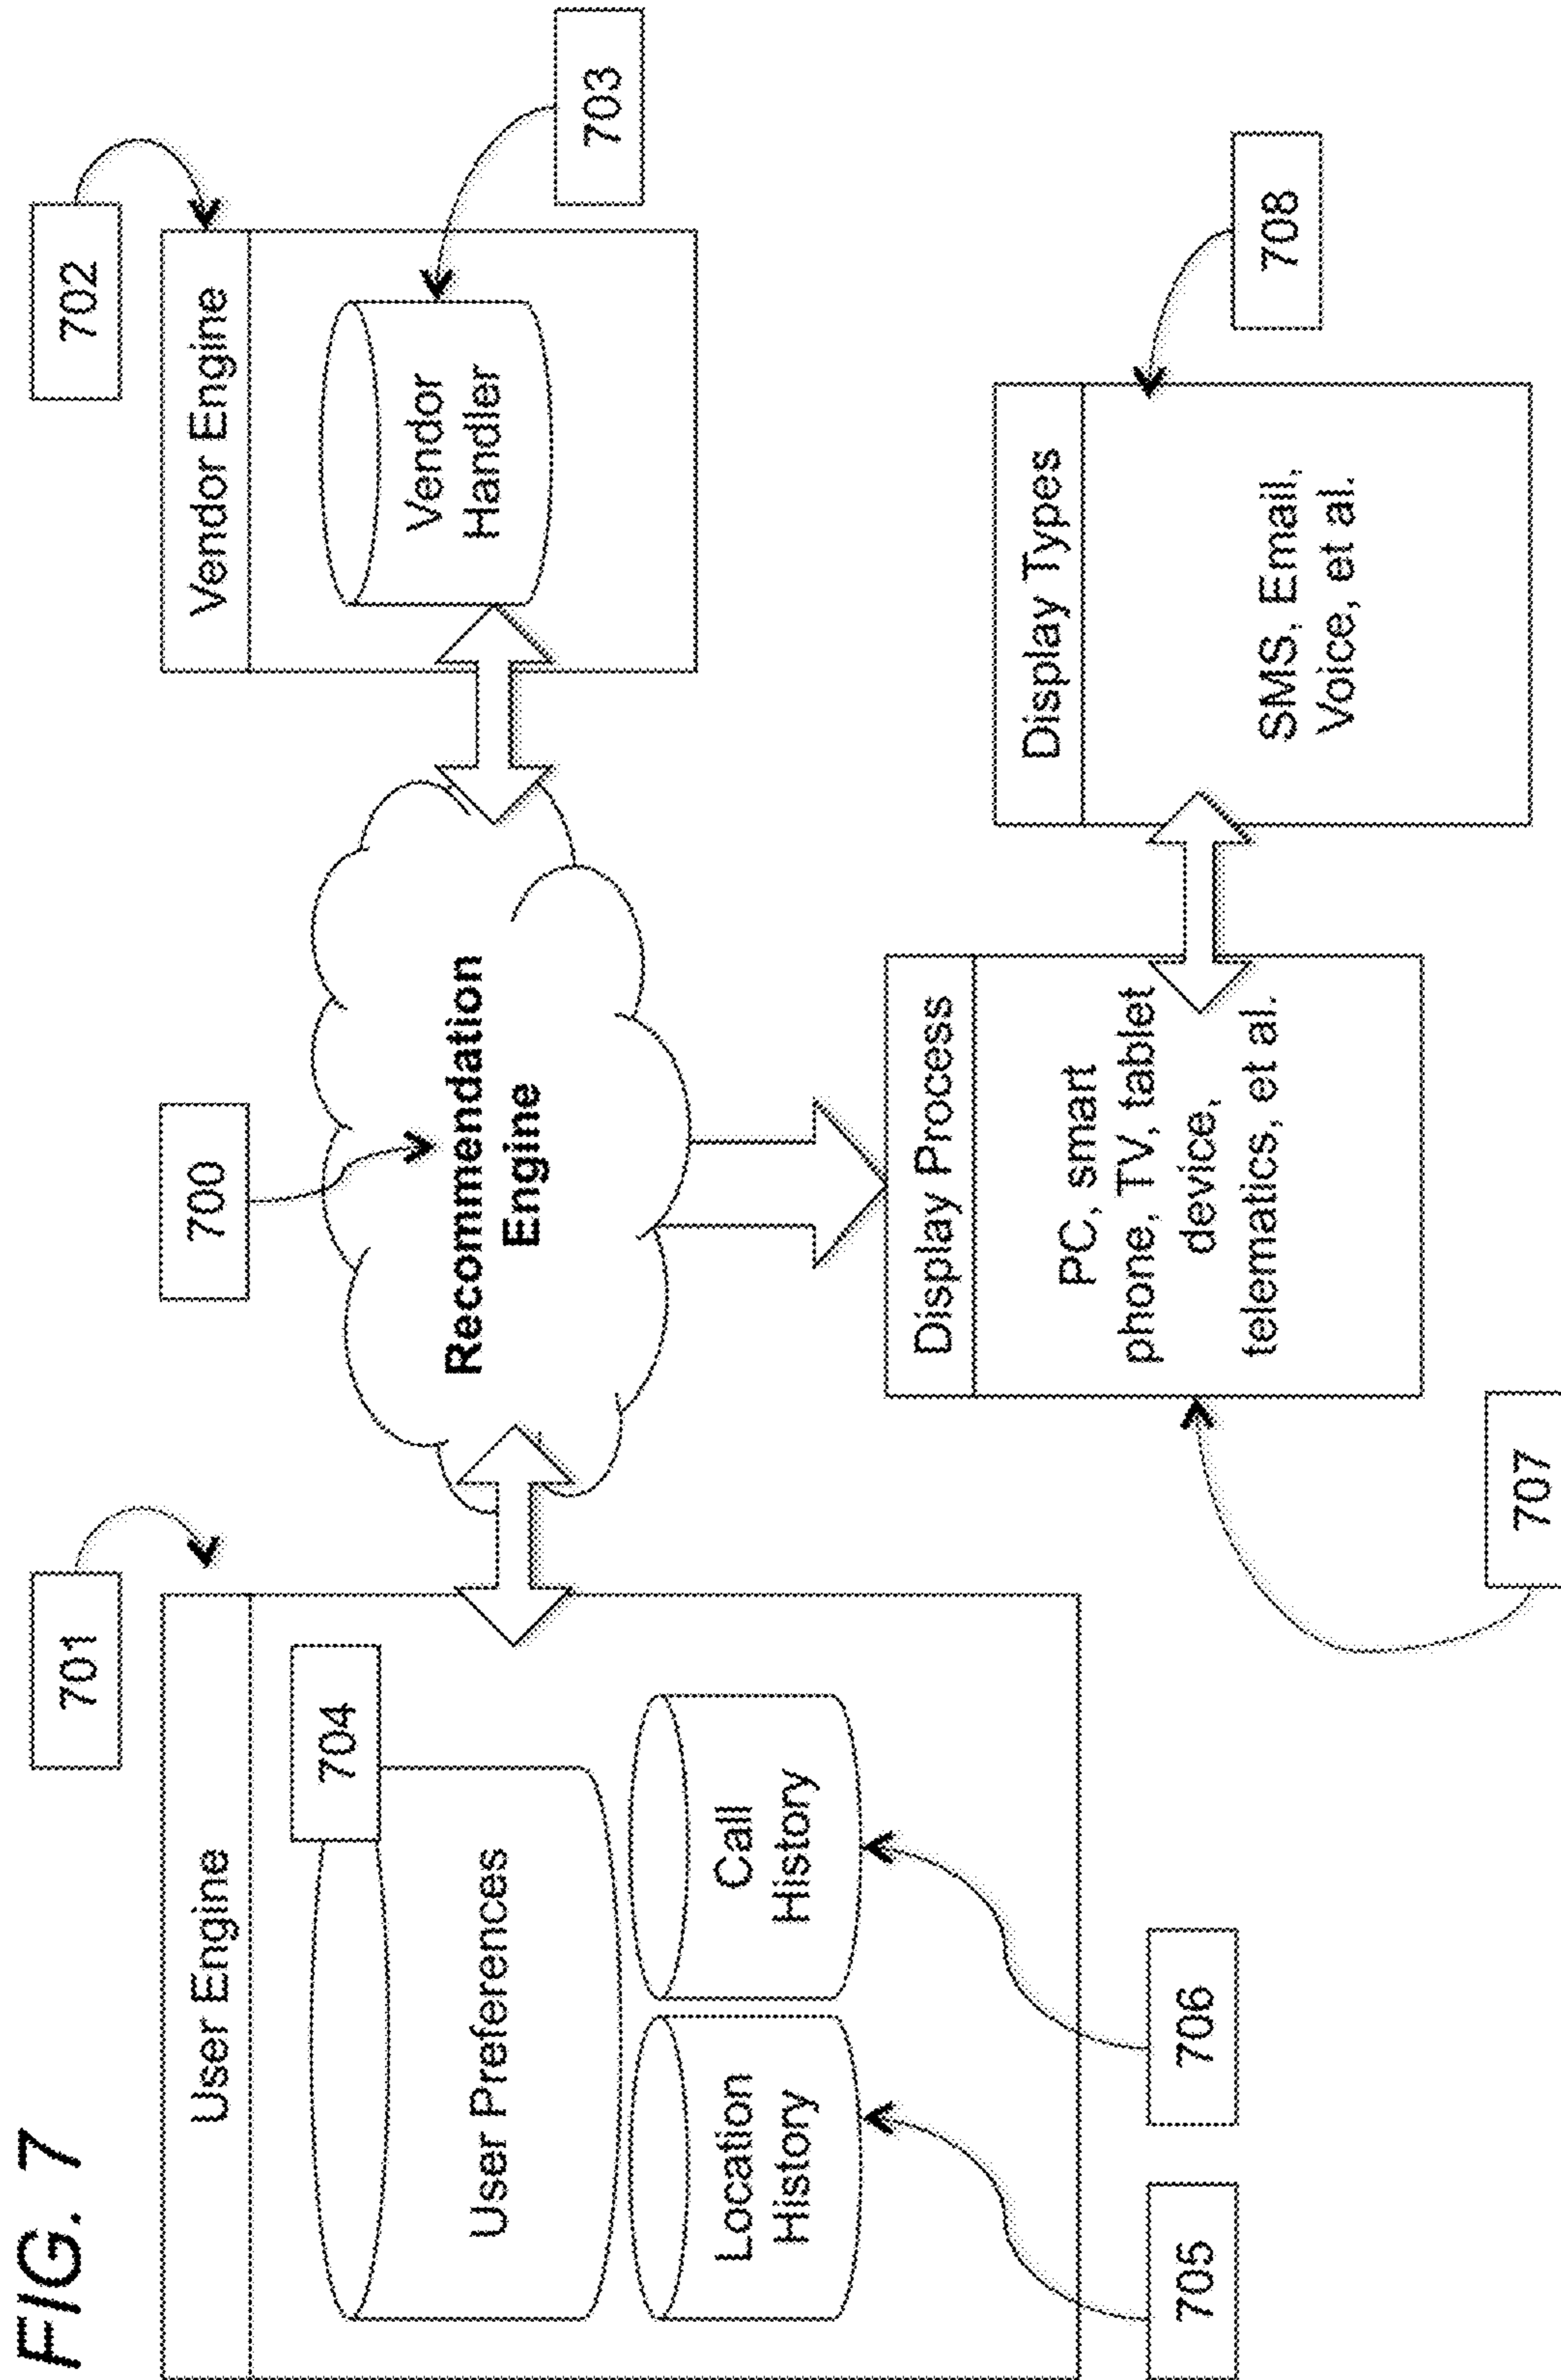 FIG. 7
701
User Engine
704
User Preferences
Location
History
Call
History
705
706
700
Recommendation
Engine
702
Vendor Engine
Vendor
Handler
703
Display Process
PC, smart
phone, TV, tablet
device,
telematics, et al.
707
Display Types
SMS, Email,
Voice, et al.
708